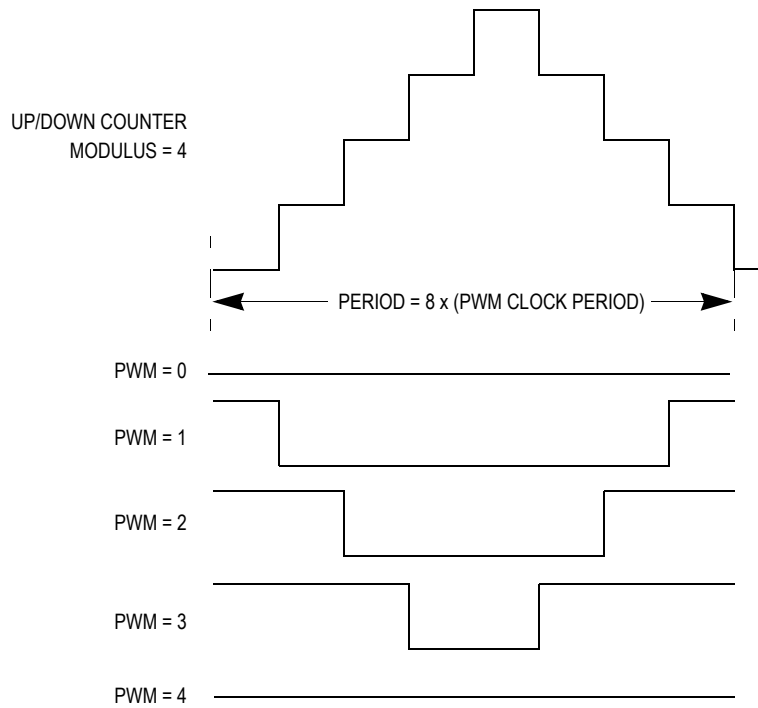 UP/DOWN COUNTER
MODULUS = 4
PERIOD = 8 x (PWM CLOCK PERIOD)
PWM = 0
PWM = 1
PWM = 2
PWM = 3
PWM = 4